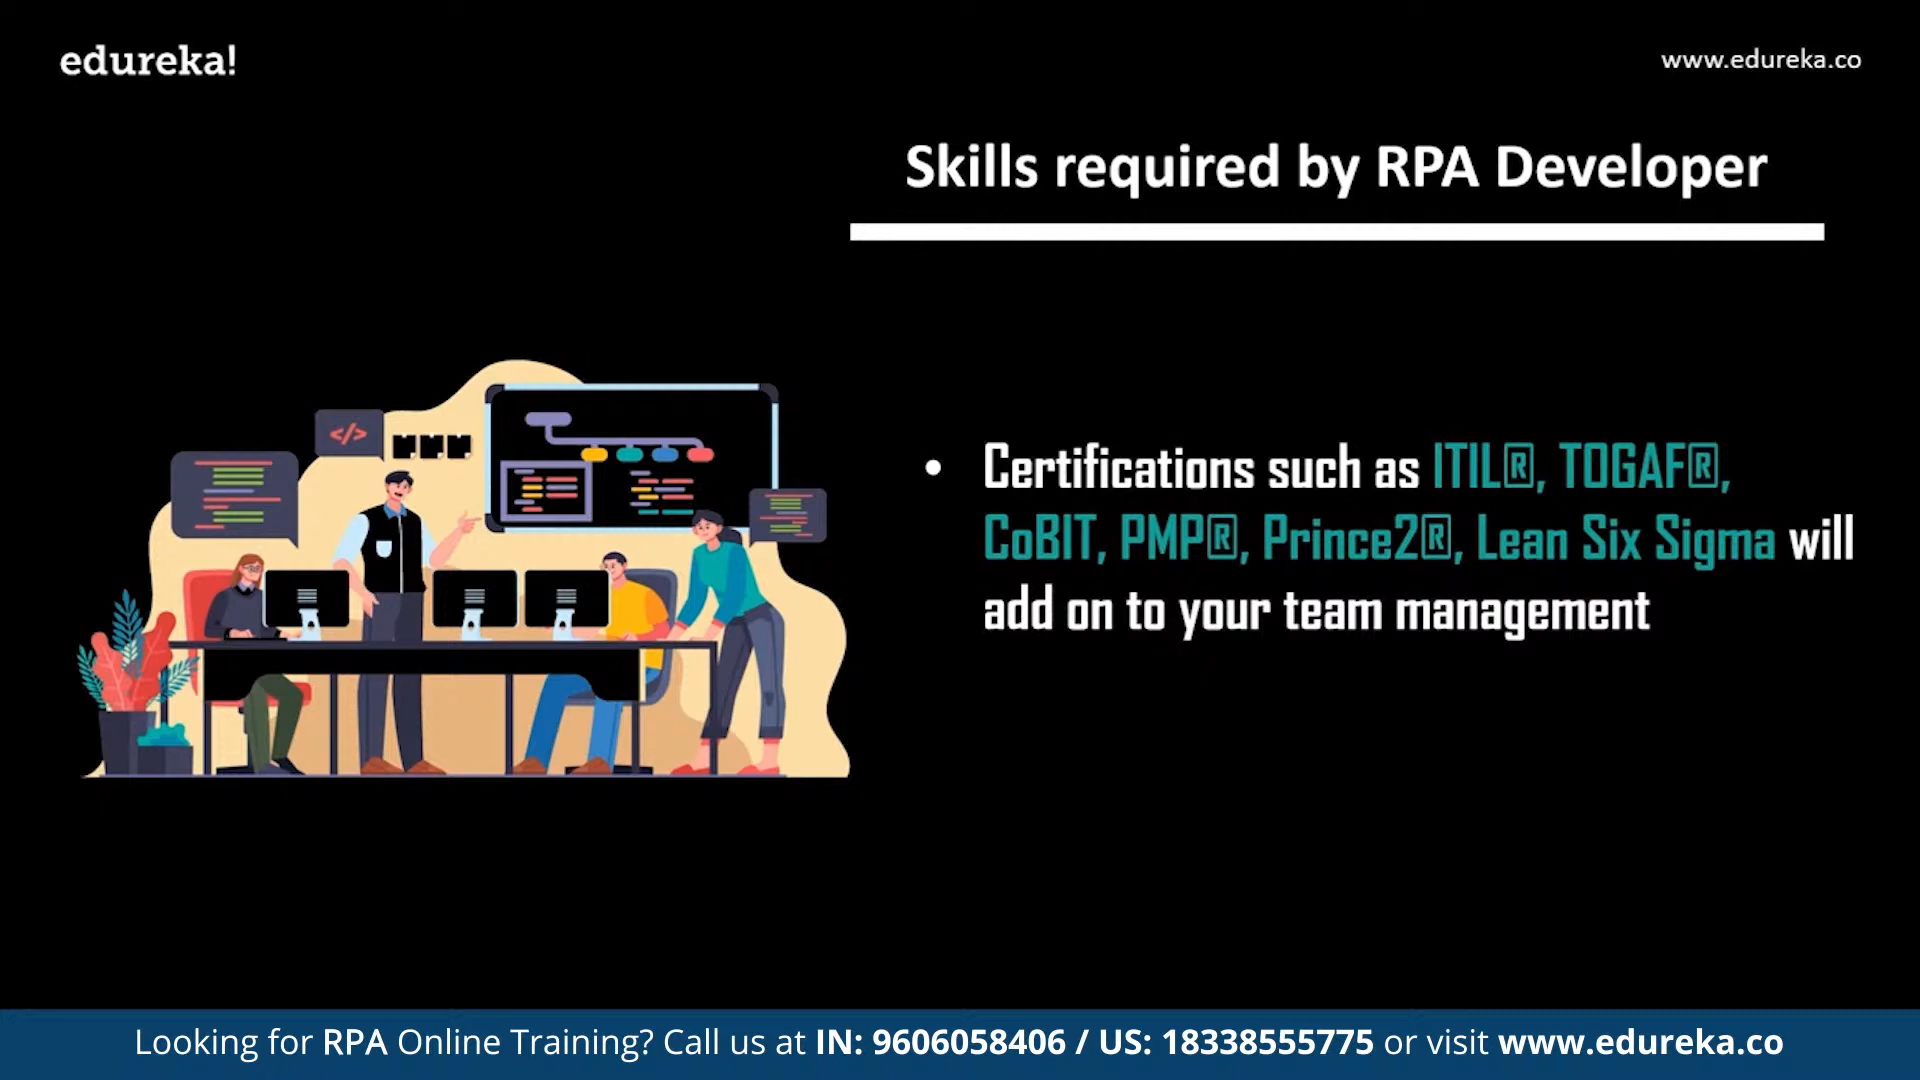 edureka!
www.edureka.co
Skills required by RPA Developer
</>
• Certifications such as ITIL®, TOGAF®,
CoBIT, PMP®, Prince2®, Lean Six Sigma will
add on to your team management
Looking for RPA Online Training? Call us at IN: 9606058406 / US: 18338555775 or visit www.edureka.co